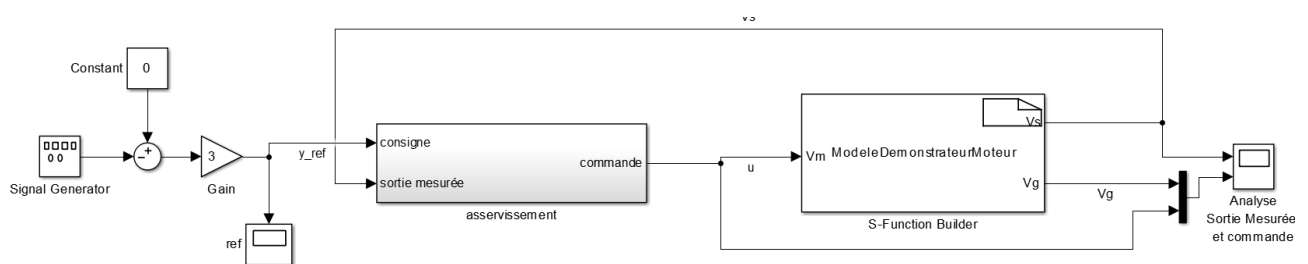 Vs
Constant
0
Signal Generator
- +
3
Gain
y_ref
ref
consigne
sortie mesurée
commande
asservissement
u
Vm
ModeleDemonstrateurMoteur
Vs
Vg
S-Function Builder
Vg
Analyse
Sortie Mesurée
et commande